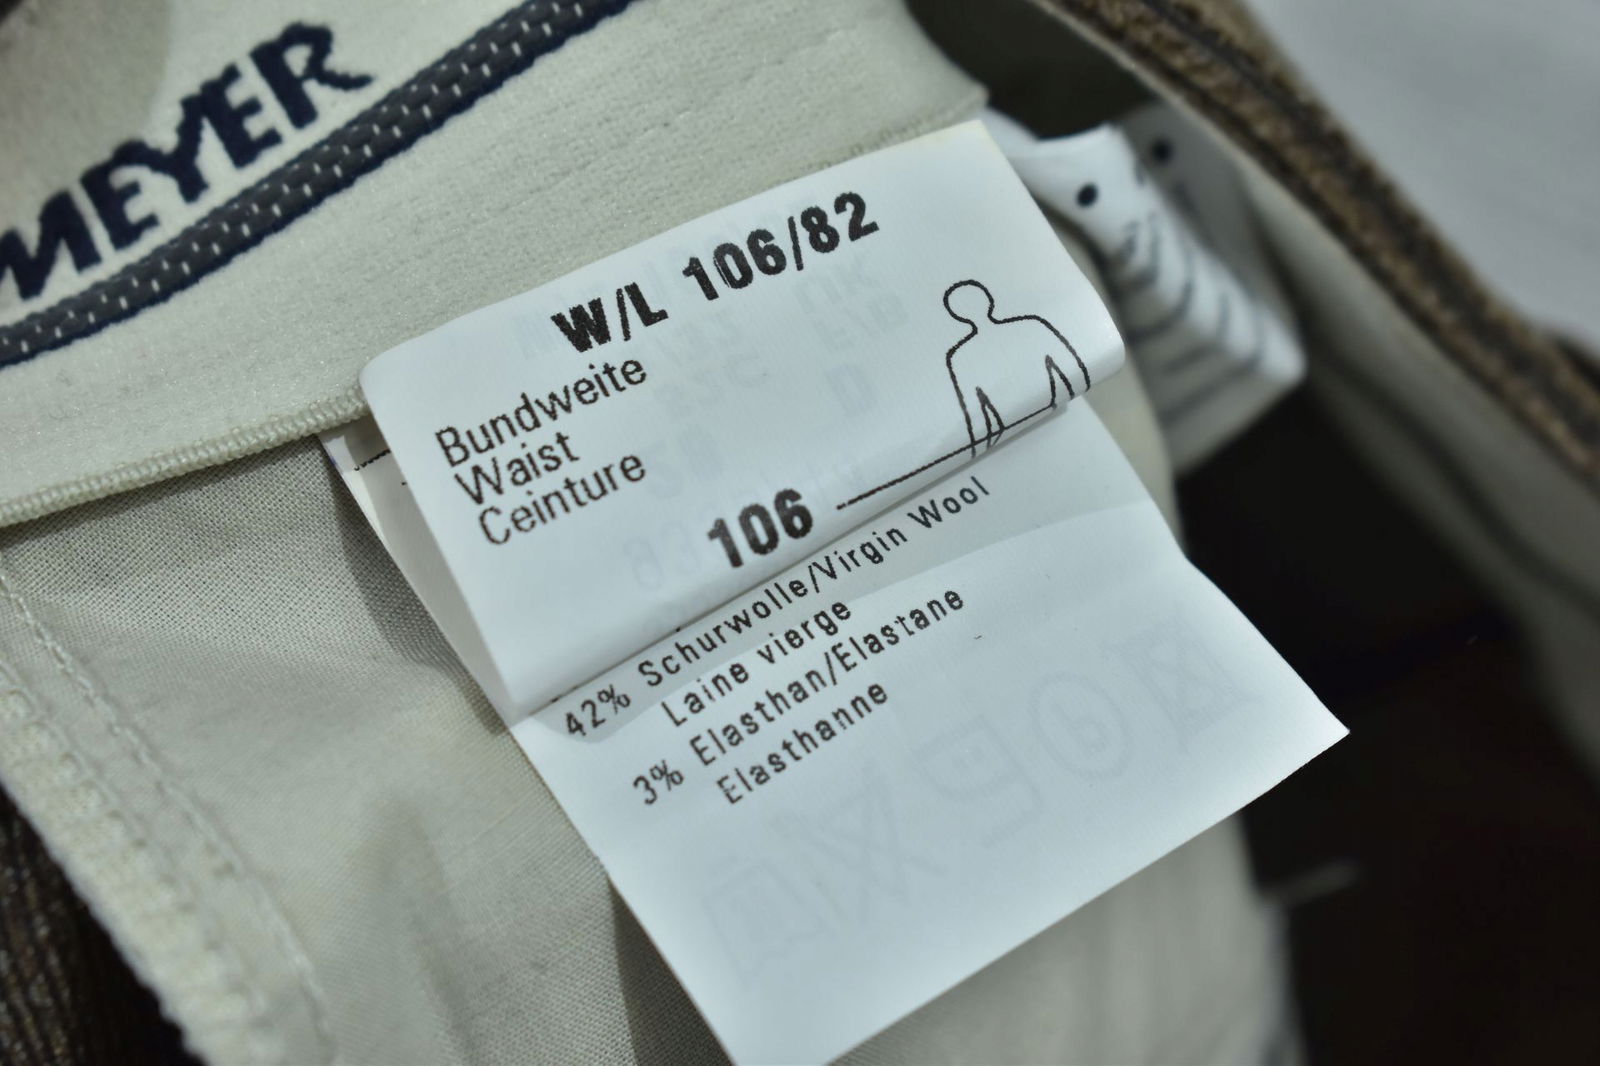 MEYER
W/L 106/82
Bundweite
Waist
Ceinture
106
42% Schurwolle/Virgin Wool
Laine vierge
3% Elasthan/Elastane
Elasthanne